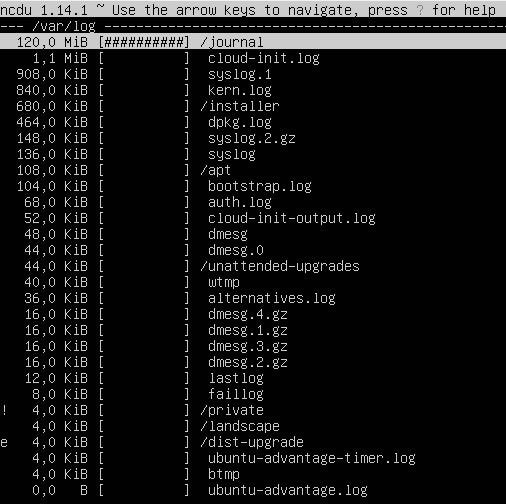 ncdu 1.14.1 ~ Use the arrow keys to navigate, press ? for help
--- /var/log ---------------------------------------------------
120,0 MiB [##########] /journal
1,1 MiB [          ]  cloud-init.log
908,0 KiB [          ]  syslog.1
840,0 KiB [          ]  kern.log
680,0 KiB [          ] /installer
464,0 KiB [          ]  dpkg.log
148,0 KiB [          ]  syslog.2.gz
136,0 KiB [          ]  syslog
108,0 KiB [          ] /apt
104,0 KiB [          ]  bootstrap.log
68,0 KiB [          ]  auth.log
52,0 KiB [          ]  cloud-init-output.log
48,0 KiB [          ]  dmesg
44,0 KiB [          ]  dmesg.0
44,0 KiB [          ] /unattended-upgrades
40,0 KiB [          ]  wtmp
36,0 KiB [          ]  alternatives.log
16,0 KiB [          ]  dmesg.4.gz
16,0 KiB [          ]  dmesg.1.gz
16,0 KiB [          ]  dmesg.3.gz
16,0 KiB [          ]  dmesg.2.gz
12,0 KiB [          ]  lastlog
8,0 KiB [          ]  faillog
!   4,0 KiB [          ] /private
4,0 KiB [          ] /landscape
e   4,0 KiB [          ] /dist-upgrade
4,0 KiB [          ]  ubuntu-advantage-timer.log
4,0 KiB [          ]  btmp
0,0   B [          ]  ubuntu-advantage.log